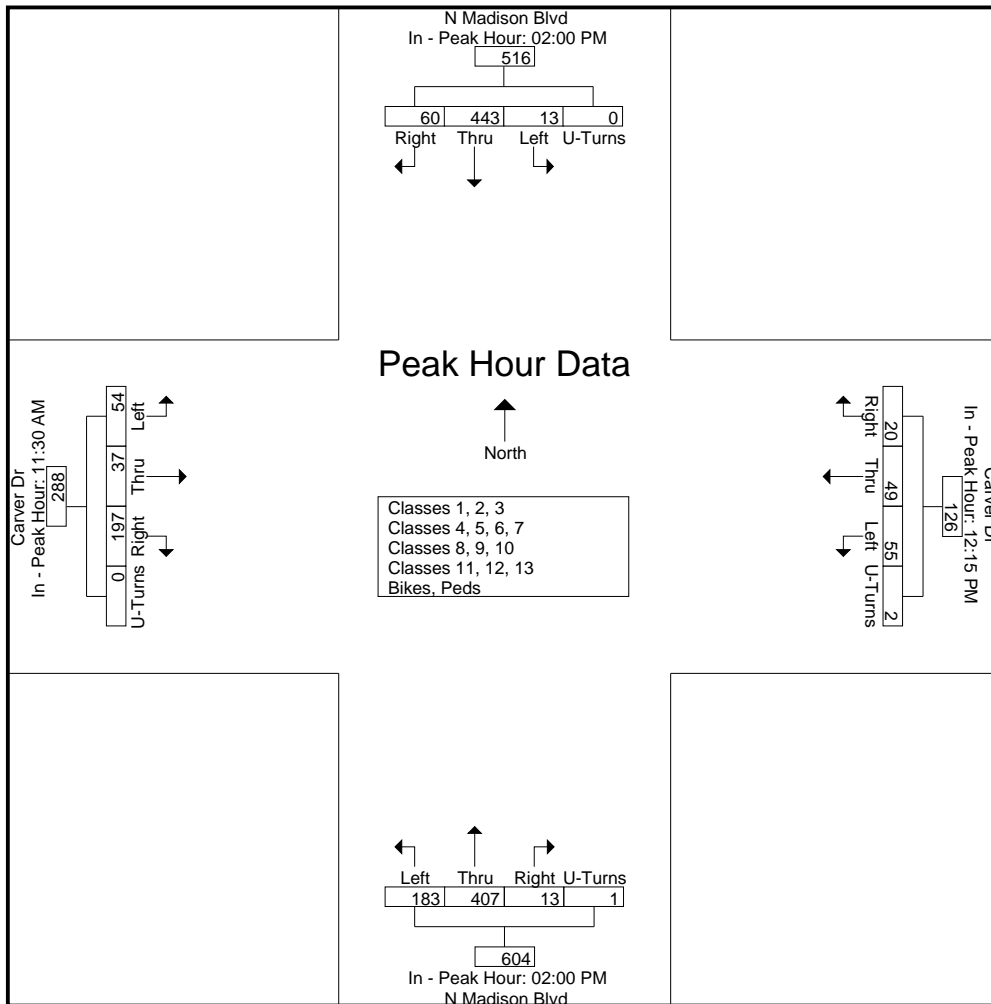 N Madison Blvd
In - Peak Hour: 02:00 PM
516
60 443 13 0
Right Thru Left U-Turns
Peak Hour Data
North
Classes 1, 2, 3
Classes 4, 5, 6, 7
Classes 8, 9, 10
Classes 11, 12, 13
Bikes, Peds
Carver Dr
In - Peak Hour: 11:30 AM
288
54 37 197 0
Left Thru Right U-Turns
Carver Dr
In - Peak Hour: 12:15 PM
126
20 49 55 2
Right Thru Left U-Turns
Left Thru Right U-Turns
183 407 13 1
604
In - Peak Hour: 02:00 PM
N Madison Blvd